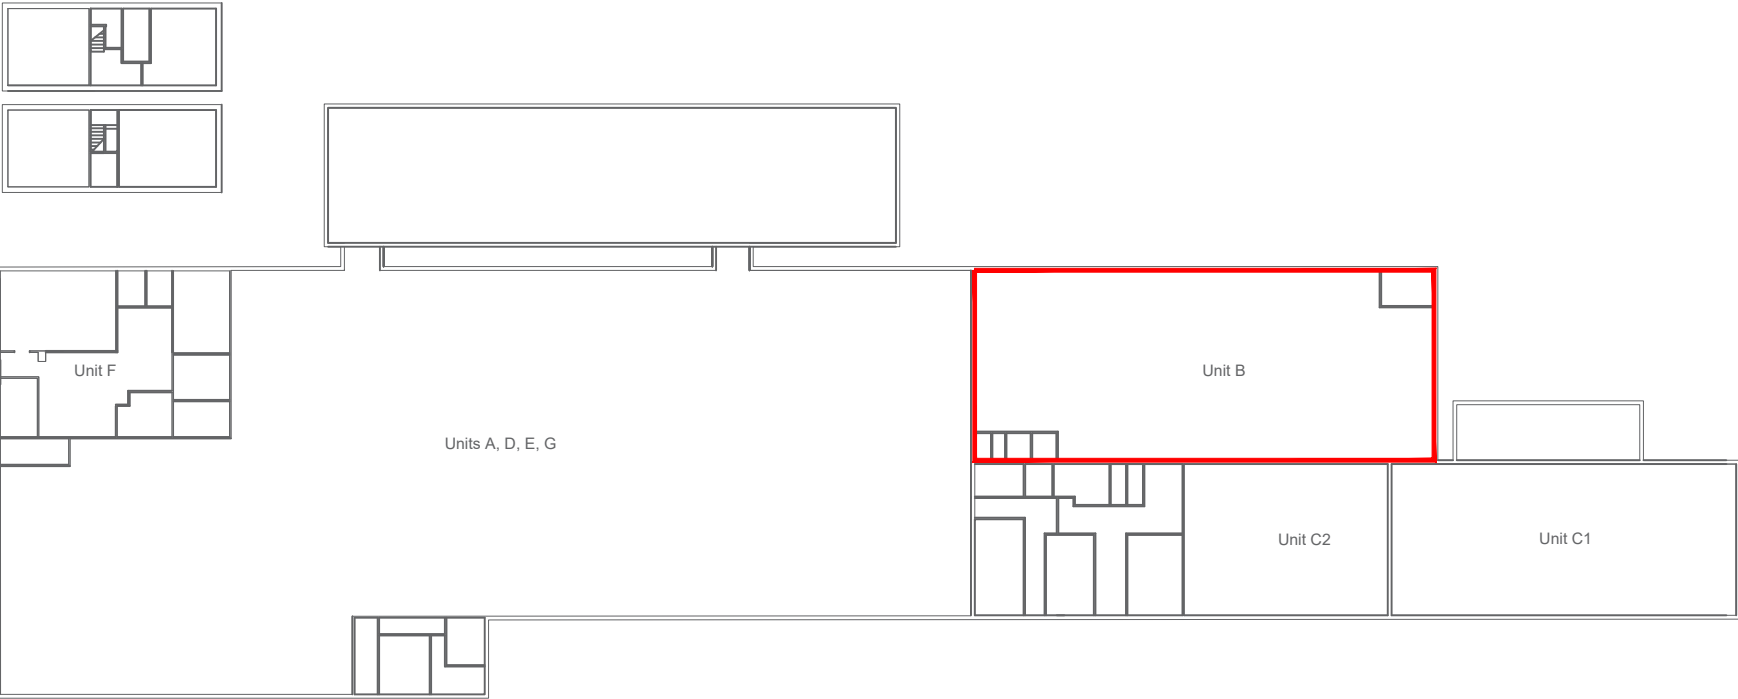 Unit F
Unit B
Units A, D, E, G
Unit C2
Unit C1